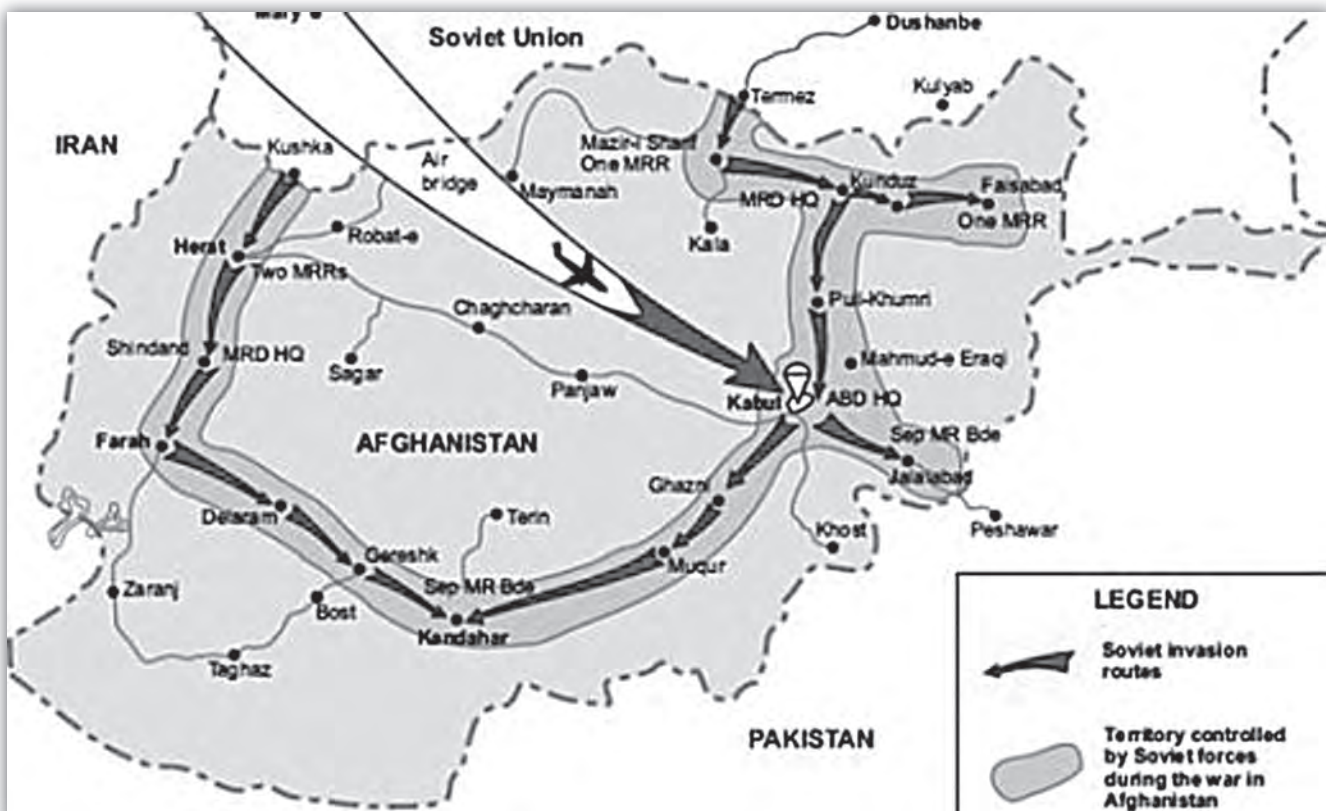 Mary
Soviet Union
Dushanbe
Kulyab
Termez
IRAN
Kushka
Air
bridge
Mazir-i Sharif
One MRR
Maymanah
MRD HQ
Kunduz
Faisabad
One MRR
Kala
Robat-e
Herat
Two MRRs
Puli-Khumri
Chaghcharan
Shindand
MRD HQ
Sagar
Panjaw
Mahmud-e Eraqi
Kabul
ABD HQ
Farah
AFGHANISTAN
Sep MR Bde
Jalalabad
Ghazni
Delaram
Terin
Khost
Peshawar
Gereshk
Muqur
Sep MR Bde
Zaranj
Bost
Kandahar
Taghaz
PAKISTAN
LEGEND
Soviet invasion
routes
Territory controlled
by Soviet forces
during the war in
Afghanistan